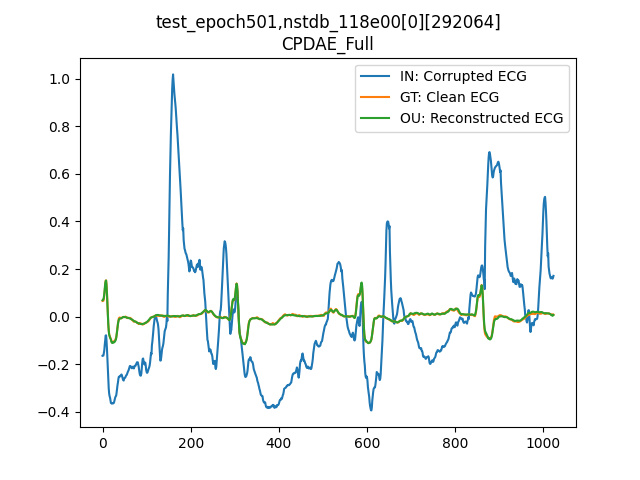 test_epoch501,nstdb_118e00[0][292064]
CPDAE_Full
IN: Corrupted ECG
GT: Clean ECG
OU: Reconstructed ECG
1.0
0.8
0.6
0.4
0.2
0.0
−0.2
−0.4
0 200 400 600 800 1000